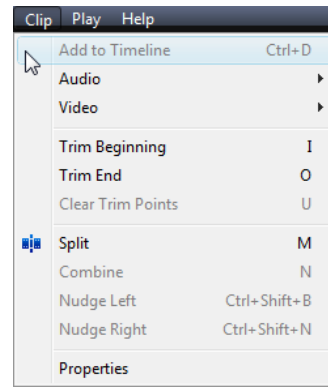 Clip Play Help
Add to Timeline Ctrl+D
Audio
Video
Trim Beginning I
Trim End O
Clear Trim Points U
Split M
Combine N
Nudge Left Ctrl+Shift+B
Nudge Right Ctrl+Shift+N
Properties